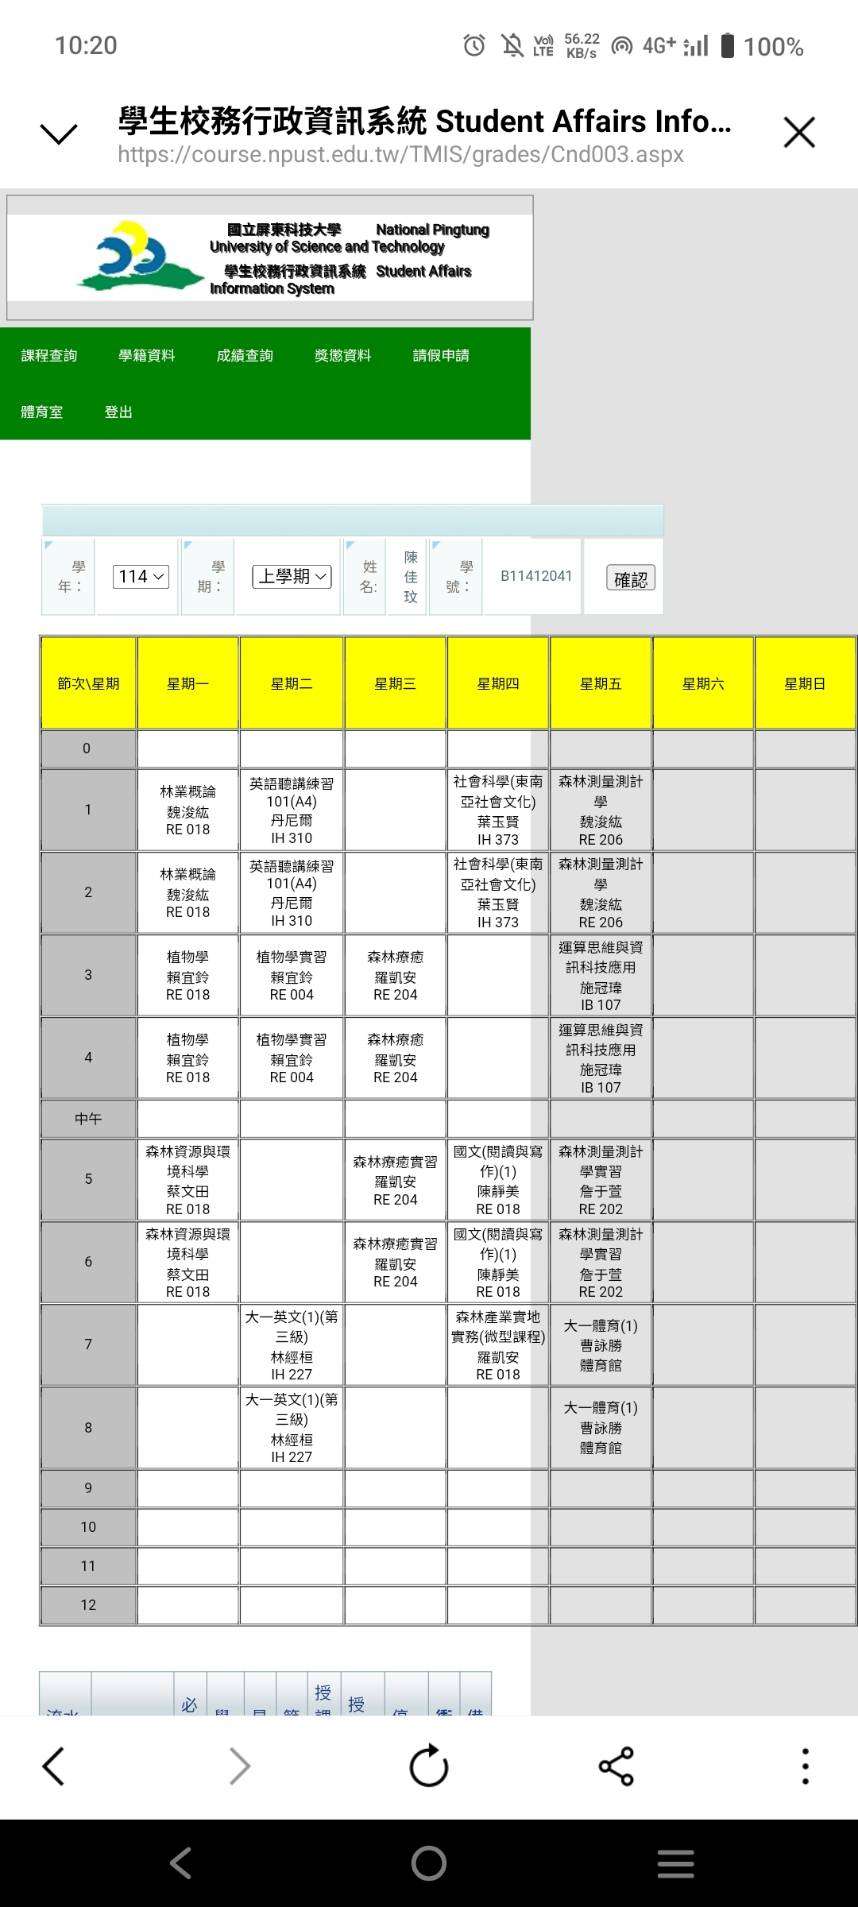 10:20
56.22
Vo)
LTE
KB/s
4G+
100%
學生校務行政資訊系統 Student Affairs Info...
https://course.npust.edu.tw/TMIS/grades/Cnd003.aspx
國立屏東科技大學 National Pingtung
University of Science and Technology
學生校務行政資訊系統 Student Affairs
Information System
課程查詢 學籍資料 成績查詢 獎懲資料 請假申請
體育室 登出
學年： 114 學期： 上學期 姓名: 陳佳玟 學號： B11412041 確認
節次\星期 星期一 星期二 星期三 星期四 星期五 星期六 星期日
0
1
林業概論
魏浚紘
RE 018
英語聽講練習
101(A4)
丹尼爾
IH 310
社會科學(東南
亞社會文化)
葉玉賢
IH 373
森林測量測計
學
魏浚紘
RE 206
2
林業概論
魏浚紘
RE 018
英語聽講練習
101(A4)
丹尼爾
IH 310
社會科學(東南
亞社會文化)
葉玉賢
IH 373
森林測量測計
學
魏浚紘
RE 206
3
植物學
賴宜鈴
RE 018
植物學實習
賴宜鈴
RE 004
森林療癒
羅凱安
RE 204
運算思維與資
訊科技應用
施冠瑋
IB 107
4
植物學
賴宜鈴
RE 018
植物學實習
賴宜鈴
RE 004
森林療癒
羅凱安
RE 204
運算思維與資
訊科技應用
施冠瑋
IB 107
中午
5
森林資源與環
境科學
蔡文田
RE 018
森林療癒實習
羅凱安
RE 204
國文(閱讀與寫
作)(1)
陳靜美
RE 018
森林測量測計
學實習
詹于萱
RE 202
6
森林資源與環
境科學
蔡文田
RE 018
森林療癒實習
羅凱安
RE 204
國文(閱讀與寫
作)(1)
陳靜美
RE 018
森林測量測計
學實習
詹于萱
RE 202
7
大一英文(1)(第
三級)
林經桓
IH 227
森林產業實地
實務(微型課程)
羅凱安
RE 018
大一體育(1)
曹詠勝
體育館
8
大一英文(1)(第
三級)
林經桓
IH 227
大一體育(1)
曹詠勝
體育館
9
10
11
12
必 授 授